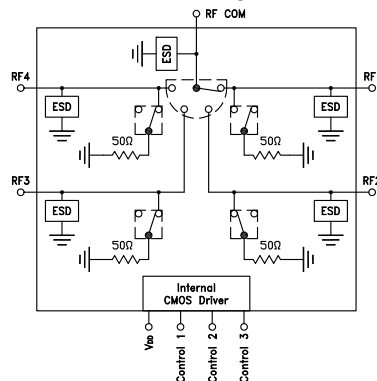 RF COM
ESD
RF4
RF
ESD
ESD
50Ω
50Ω
RF3
RF2
ESD
ESD
50Ω
50Ω
Internal
CMOS Driver
VDD
Control 1
Control 2
Control 3